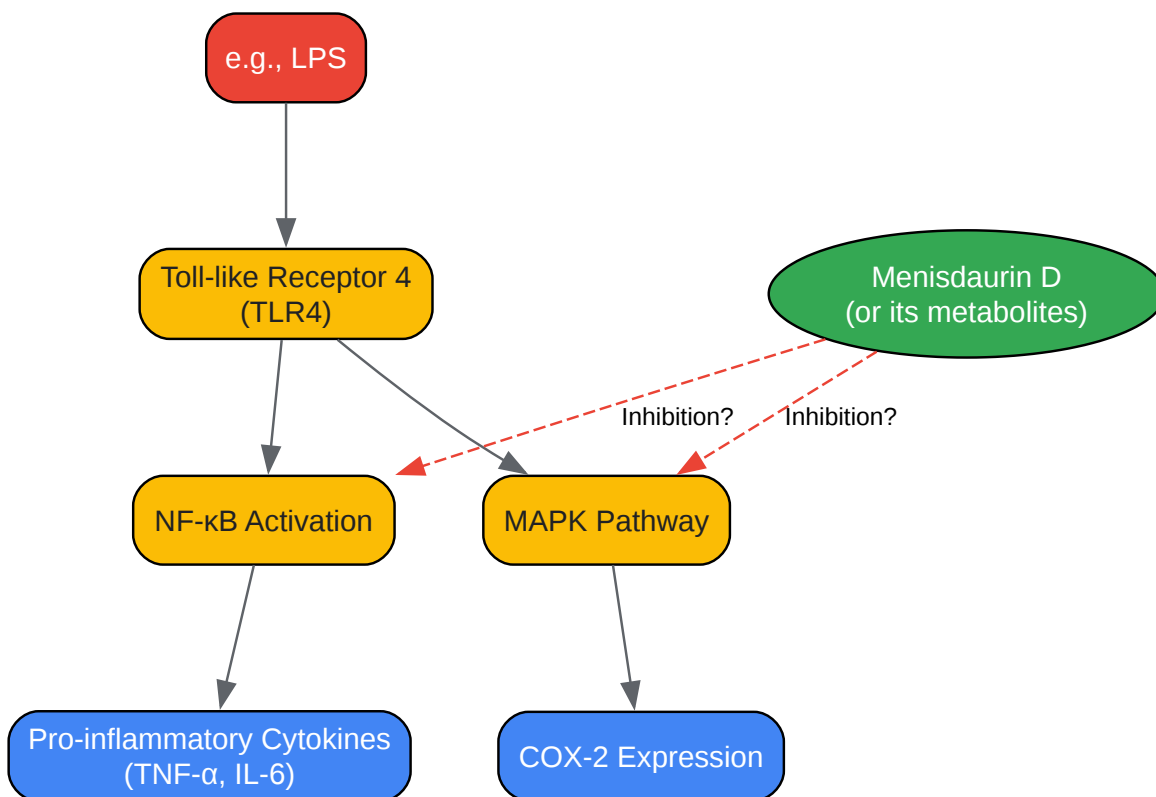 e.g., LPS
Toll-like Receptor 4
(TLR4)
Menisdaurin D
(or its metabolites)
Inhibition?
Inhibition?
NF-κB Activation
MAPK Pathway
Pro-inflammatory Cytokines
(TNF-α, IL-6)
COX-2 Expression